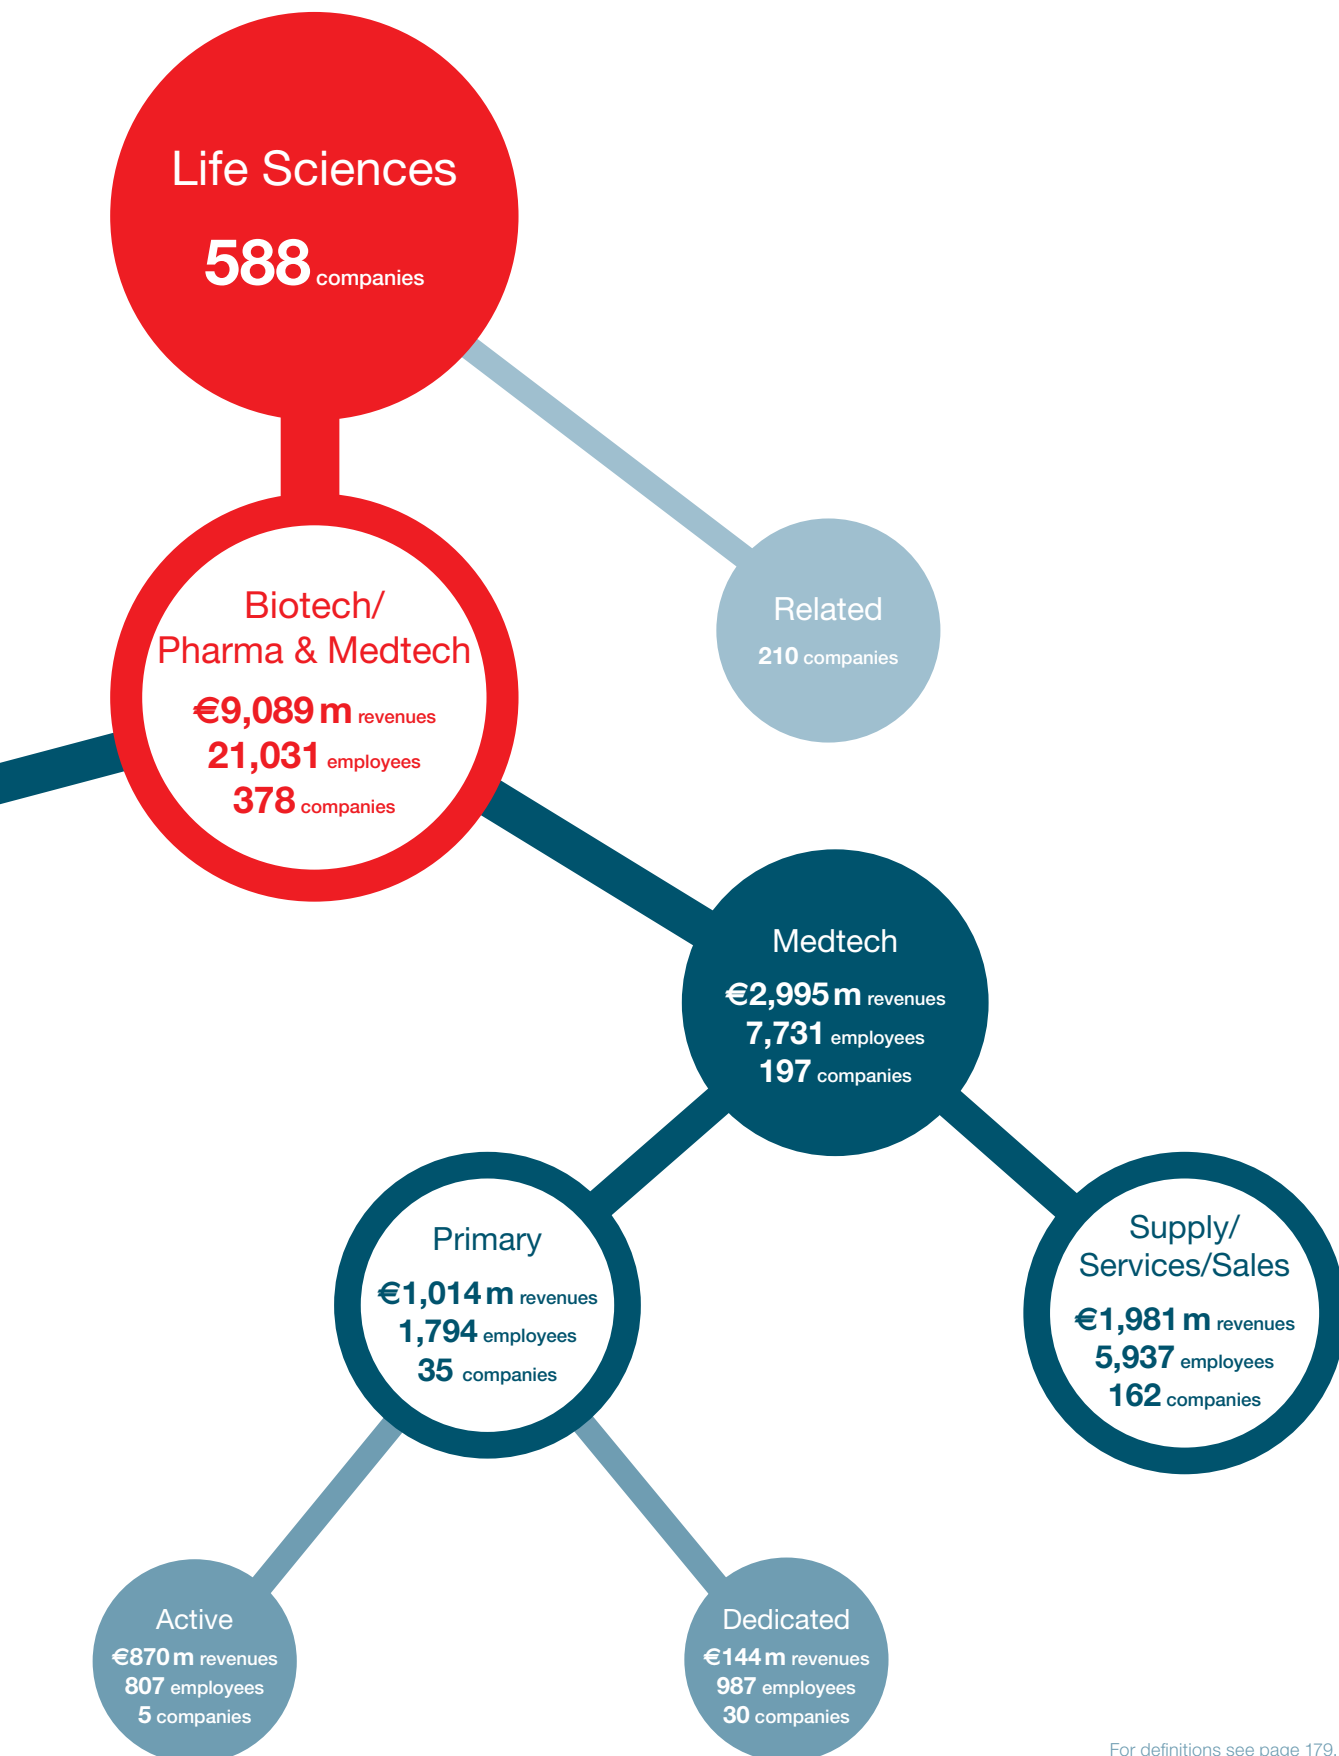 Life Sciences
588 companies
Biotech/
Pharma & Medtech
€9,089 m revenues
21,031 employees
378 companies
Related
210 companies
Medtech
€2,995 m revenues
7,731 employees
197 companies
Primary
€1,014 m revenues
1,794 employees
35 companies
Supply/
Services/Sales
€1,981 m revenues
5,937 employees
162 companies
Active
€870 m revenues
807 employees
5 companies
Dedicated
€144 m revenues
987 employees
30 companies
For definitions see page 179.